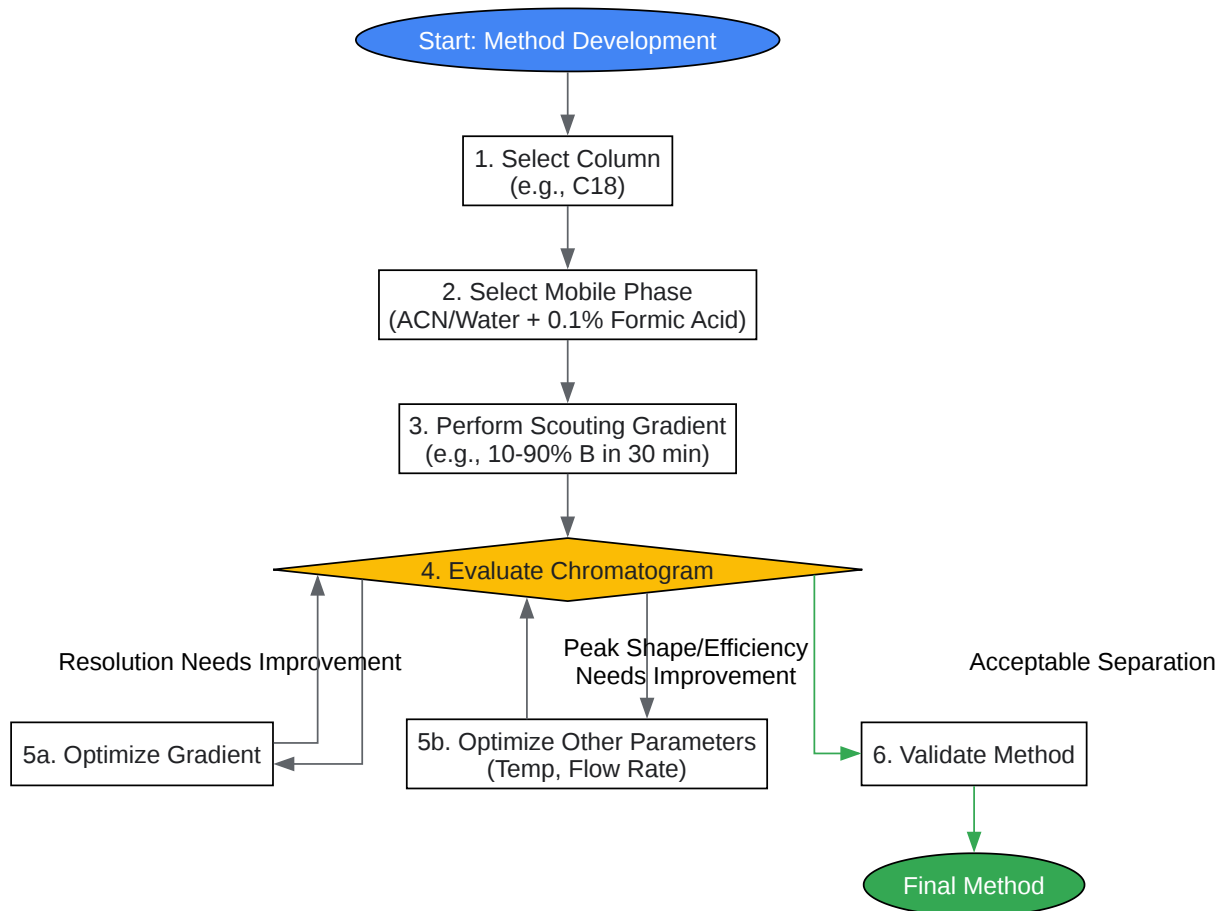 Start: Method Development
1. Select Column
(e.g., C18)
2. Select Mobile Phase
(ACN/Water + 0.1% Formic Acid)
3. Perform Scouting Gradient
(e.g., 10-90% B in 30 min)
4. Evaluate Chromatogram
Resolution Needs Improvement
Peak Shape/Efficiency
Needs Improvement
Acceptable Separation
5a. Optimize Gradient
5b. Optimize Other Parameters
(Temp, Flow Rate)
6. Validate Method
Final Method